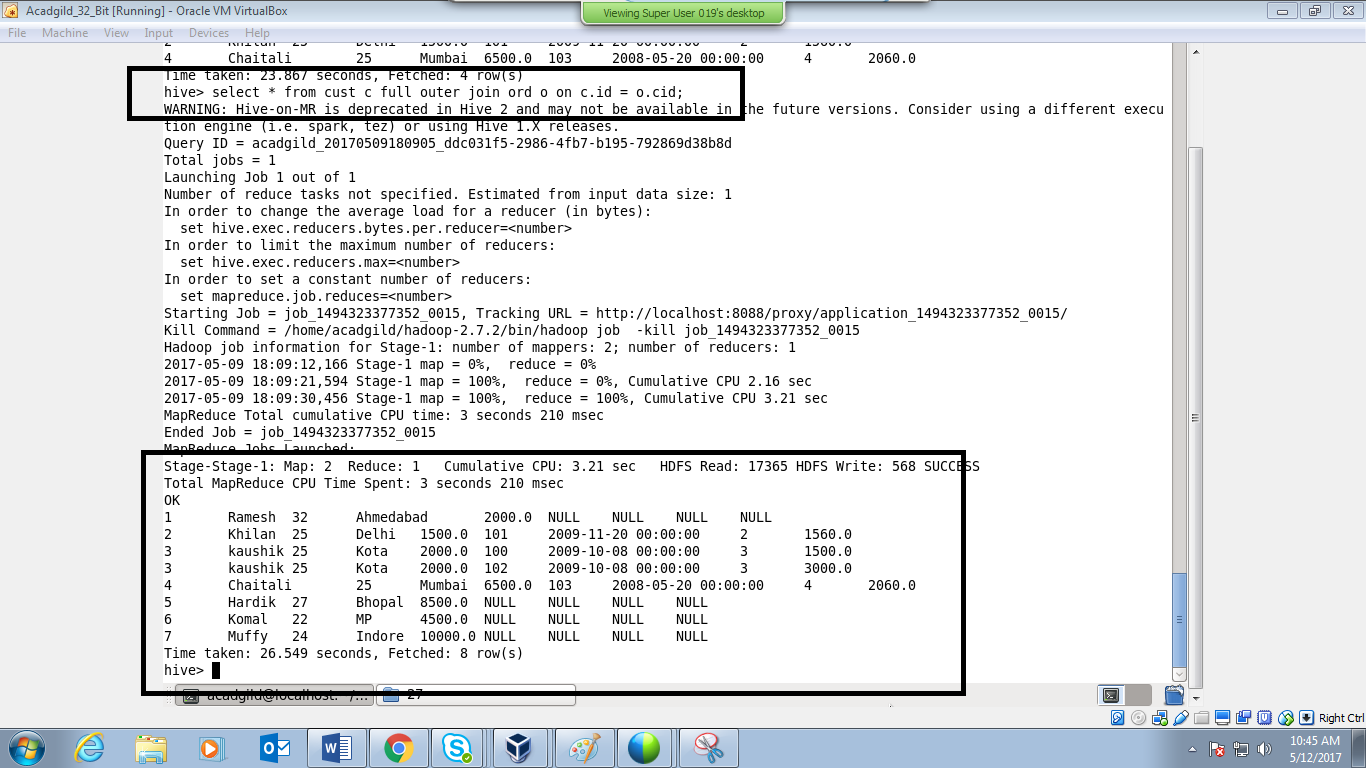 Acadgild_32_Bit [Running] - Oracle VM VirtualBox
Viewing Super User 019's desktop
File Machine View Input Devices Help
2 Khilan 25 Delhi 1500.0 101 2009-11-20 00:00:00 2 1560.0
4 Chaitali 25 Mumbai 6500.0 103 2008-05-20 00:00:00 4 2060.0
Time taken: 23.867 seconds, Fetched: 4 row(s)
hive> select * from cust c full outer join ord o on c.id = o.cid;
WARNING: Hive-on-MR is deprecated in Hive 2 and may not be available in the future versions. Consider using a different execu
tion engine (i.e. spark, tez) or using Hive 1.X releases.
Query ID = acadgild_20170509180905_ddc031f5-2986-4fb7-b195-792869d38b8d
Total jobs = 1
Launching Job 1 out of 1
Number of reduce tasks not specified. Estimated from input data size: 1
In order to change the average load for a reducer (in bytes):
set hive.exec.reducers.bytes.per.reducer=<number>
In order to limit the maximum number of reducers:
set hive.exec.reducers.max=<number>
In order to set a constant number of reducers:
set mapreduce.job.reduces=<number>
Starting Job = job_1494323377352_0015, Tracking URL = http://localhost:8088/proxy/application_1494323377352_0015/
Kill Command = /home/acadgild/hadoop-2.7.2/bin/hadoop job -kill job_1494323377352_0015
Hadoop job information for Stage-1: number of mappers: 2; number of reducers: 1
2017-05-09 18:09:12,166 Stage-1 map = 0%, reduce = 0%
2017-05-09 18:09:21,594 Stage-1 map = 100%, reduce = 0%, Cumulative CPU 2.16 sec
2017-05-09 18:09:30,456 Stage-1 map = 100%, reduce = 100%, Cumulative CPU 3.21 sec
MapReduce Total cumulative CPU time: 3 seconds 210 msec
Ended Job = job_1494323377352_0015
MapReduce Jobs Launched:
Stage-Stage-1: Map: 2 Reduce: 1 Cumulative CPU: 3.21 sec HDFS Read: 17365 HDFS Write: 568 SUCCESS
Total MapReduce CPU Time Spent: 3 seconds 210 msec
OK
1 Ramesh 32 Ahmedabad 2000.0 NULL NULL NULL NULL
2 Khilan 25 Delhi 1500.0 101 2009-11-20 00:00:00 2 1560.0
3 kaushik 25 Kota 2000.0 100 2009-10-08 00:00:00 3 1500.0
3 kaushik 25 Kota 2000.0 102 2009-10-08 00:00:00 3 3000.0
4 Chaitali 25 Mumbai 6500.0 103 2008-05-20 00:00:00 4 2060.0
5 Hardik 27 Bhopal 8500.0 NULL NULL NULL NULL
6 Komal 22 MP 4500.0 NULL NULL NULL NULL
7 Muffy 24 Indore 10000.0 NULL NULL NULL NULL
Time taken: 26.549 seconds, Fetched: 8 row(s)
hive>
acadgild@localhost: ~/... 27
Right Ctrl
10:45 AM
5/12/2017